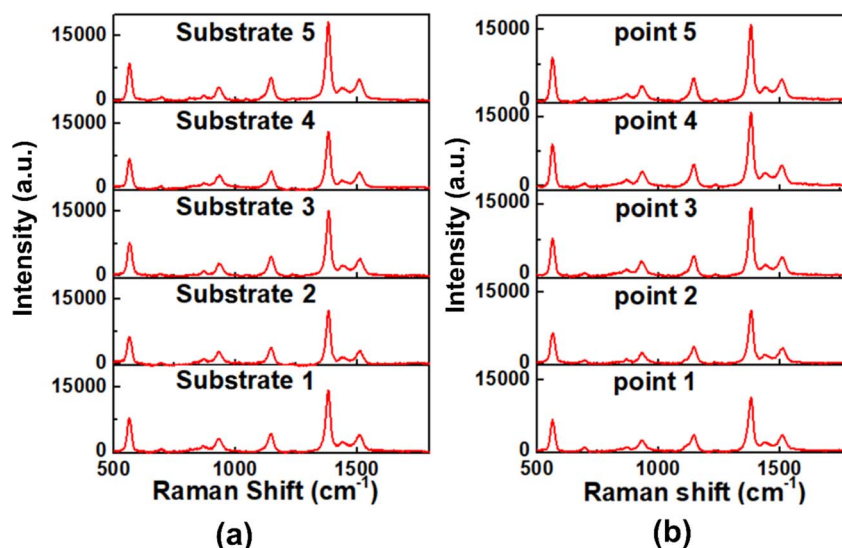 Intensity (a.u.)
15000
0
Substrate 5
15000
0
Substrate 4
15000
0
Substrate 3
15000
0
Substrate 2
15000
0
Substrate 1
500 1000 1500
Raman Shift (cm⁻¹)
(a)
Intensity (a.u.)
15000
0
point 5
15000
0
point 4
15000
0
point 3
15000
0
point 2
15000
0
point 1
500 1000 1500
Raman shift (cm⁻¹)
(b)